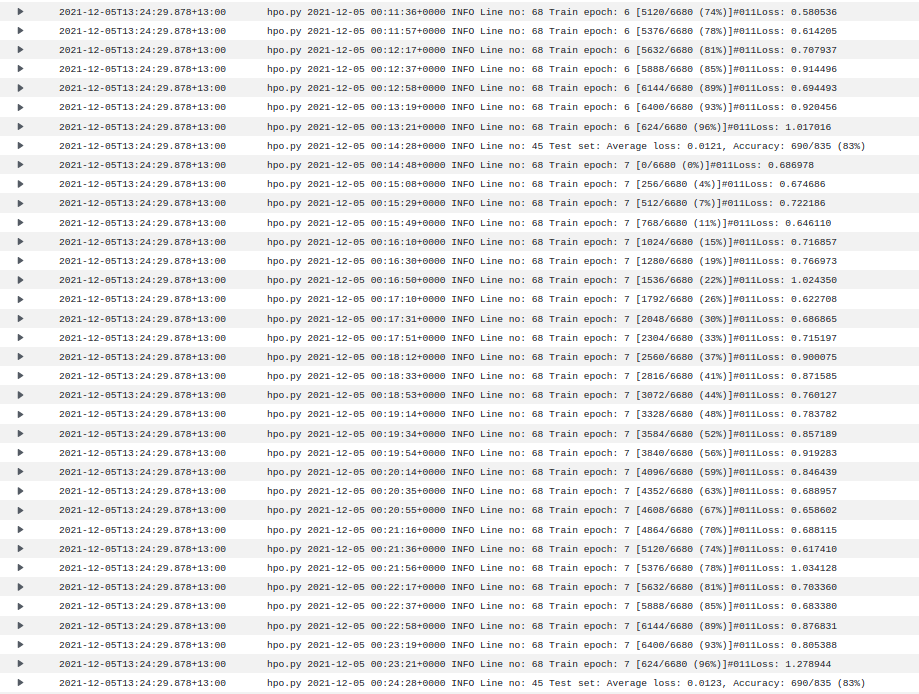 2021-12-05T13:24:29.878+13:00 hpo.py 2021-12-05 00:11:36+0000 INFO Line no: 68 Train epoch: 6 [5120/6680 (74%)]#011Loss: 0.580536
2021-12-05T13:24:29.878+13:00 hpo.py 2021-12-05 00:11:57+0000 INFO Line no: 68 Train epoch: 6 [5376/6680 (78%)]#011Loss: 0.614205
2021-12-05T13:24:29.878+13:00 hpo.py 2021-12-05 00:12:17+0000 INFO Line no: 68 Train epoch: 6 [5632/6680 (81%)]#011Loss: 0.707937
2021-12-05T13:24:29.878+13:00 hpo.py 2021-12-05 00:12:37+0000 INFO Line no: 68 Train epoch: 6 [5888/6680 (85%)]#011Loss: 0.914496
2021-12-05T13:24:29.878+13:00 hpo.py 2021-12-05 00:12:58+0000 INFO Line no: 68 Train epoch: 6 [6144/6680 (89%)]#011Loss: 0.694493
2021-12-05T13:24:29.878+13:00 hpo.py 2021-12-05 00:13:19+0000 INFO Line no: 68 Train epoch: 6 [6400/6680 (93%)]#011Loss: 0.920456
2021-12-05T13:24:29.878+13:00 hpo.py 2021-12-05 00:13:21+0000 INFO Line no: 68 Train epoch: 6 [624/6680 (96%)]#011Loss: 1.017016
2021-12-05T13:24:29.878+13:00 hpo.py 2021-12-05 00:14:28+0000 INFO Line no: 45 Test set: Average loss: 0.0121, Accuracy: 690/835 (83%)
2021-12-05T13:24:29.878+13:00 hpo.py 2021-12-05 00:14:48+0000 INFO Line no: 68 Train epoch: 7 [0/6680 (0%)]#011Loss: 0.686978
2021-12-05T13:24:29.878+13:00 hpo.py 2021-12-05 00:15:08+0000 INFO Line no: 68 Train epoch: 7 [256/6680 (4%)]#011Loss: 0.674686
2021-12-05T13:24:29.878+13:00 hpo.py 2021-12-05 00:15:29+0000 INFO Line no: 68 Train epoch: 7 [512/6680 (7%)]#011Loss: 0.722186
2021-12-05T13:24:29.878+13:00 hpo.py 2021-12-05 00:15:49+0000 INFO Line no: 68 Train epoch: 7 [768/6680 (11%)]#011Loss: 0.646110
2021-12-05T13:24:29.878+13:00 hpo.py 2021-12-05 00:16:10+0000 INFO Line no: 68 Train epoch: 7 [1024/6680 (15%)]#011Loss: 0.716857
2021-12-05T13:24:29.878+13:00 hpo.py 2021-12-05 00:16:30+0000 INFO Line no: 68 Train epoch: 7 [1280/6680 (19%)]#011Loss: 0.766973
2021-12-05T13:24:29.878+13:00 hpo.py 2021-12-05 00:16:50+0000 INFO Line no: 68 Train epoch: 7 [1536/6680 (22%)]#011Loss: 1.024350
2021-12-05T13:24:29.878+13:00 hpo.py 2021-12-05 00:17:10+0000 INFO Line no: 68 Train epoch: 7 [1792/6680 (26%)]#011Loss: 0.622708
2021-12-05T13:24:29.878+13:00 hpo.py 2021-12-05 00:17:31+0000 INFO Line no: 68 Train epoch: 7 [2048/6680 (30%)]#011Loss: 0.686865
2021-12-05T13:24:29.878+13:00 hpo.py 2021-12-05 00:17:51+0000 INFO Line no: 68 Train epoch: 7 [2304/6680 (33%)]#011Loss: 0.715197
2021-12-05T13:24:29.878+13:00 hpo.py 2021-12-05 00:18:12+0000 INFO Line no: 68 Train epoch: 7 [2560/6680 (37%)]#011Loss: 0.900075
2021-12-05T13:24:29.878+13:00 hpo.py 2021-12-05 00:18:33+0000 INFO Line no: 68 Train epoch: 7 [2816/6680 (41%)]#011Loss: 0.871585
2021-12-05T13:24:29.878+13:00 hpo.py 2021-12-05 00:18:53+0000 INFO Line no: 68 Train epoch: 7 [3072/6680 (44%)]#011Loss: 0.760127
2021-12-05T13:24:29.878+13:00 hpo.py 2021-12-05 00:19:14+0000 INFO Line no: 68 Train epoch: 7 [3328/6680 (48%)]#011Loss: 0.783782
2021-12-05T13:24:29.878+13:00 hpo.py 2021-12-05 00:19:34+0000 INFO Line no: 68 Train epoch: 7 [3584/6680 (52%)]#011Loss: 0.857189
2021-12-05T13:24:29.878+13:00 hpo.py 2021-12-05 00:19:54+0000 INFO Line no: 68 Train epoch: 7 [3840/6680 (56%)]#011Loss: 0.919283
2021-12-05T13:24:29.878+13:00 hpo.py 2021-12-05 00:20:14+0000 INFO Line no: 68 Train epoch: 7 [4096/6680 (59%)]#011Loss: 0.846439
2021-12-05T13:24:29.878+13:00 hpo.py 2021-12-05 00:20:35+0000 INFO Line no: 68 Train epoch: 7 [4352/6680 (63%)]#011Loss: 0.688957
2021-12-05T13:24:29.878+13:00 hpo.py 2021-12-05 00:20:55+0000 INFO Line no: 68 Train epoch: 7 [4608/6680 (67%)]#011Loss: 0.658602
2021-12-05T13:24:29.878+13:00 hpo.py 2021-12-05 00:21:16+0000 INFO Line no: 68 Train epoch: 7 [4864/6680 (70%)]#011Loss: 0.688115
2021-12-05T13:24:29.878+13:00 hpo.py 2021-12-05 00:21:36+0000 INFO Line no: 68 Train epoch: 7 [5120/6680 (74%)]#011Loss: 0.617410
2021-12-05T13:24:29.878+13:00 hpo.py 2021-12-05 00:21:56+0000 INFO Line no: 68 Train epoch: 7 [5376/6680 (78%)]#011Loss: 1.034128
2021-12-05T13:24:29.878+13:00 hpo.py 2021-12-05 00:22:17+0000 INFO Line no: 68 Train epoch: 7 [5632/6680 (81%)]#011Loss: 0.703360
2021-12-05T13:24:29.878+13:00 hpo.py 2021-12-05 00:22:37+0000 INFO Line no: 68 Train epoch: 7 [5888/6680 (85%)]#011Loss: 0.683380
2021-12-05T13:24:29.878+13:00 hpo.py 2021-12-05 00:22:58+0000 INFO Line no: 68 Train epoch: 7 [6144/6680 (89%)]#011Loss: 0.876831
2021-12-05T13:24:29.878+13:00 hpo.py 2021-12-05 00:23:19+0000 INFO Line no: 68 Train epoch: 7 [6400/6680 (93%)]#011Loss: 0.805388
2021-12-05T13:24:29.878+13:00 hpo.py 2021-12-05 00:23:21+0000 INFO Line no: 68 Train epoch: 7 [624/6680 (96%)]#011Loss: 1.278944
2021-12-05T13:24:29.878+13:00 hpo.py 2021-12-05 00:24:28+0000 INFO Line no: 45 Test set: Average loss: 0.0123, Accuracy: 690/835 (83%)